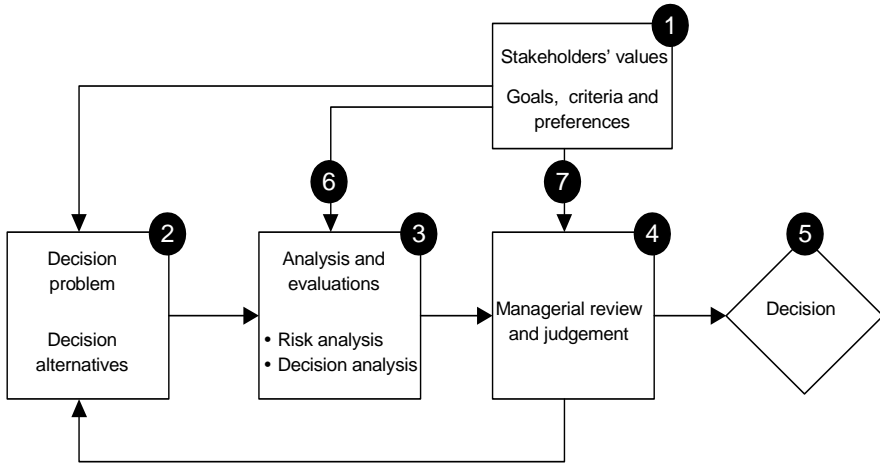 1
Stakeholders’ values
Goals, criteria and
preferences
6
7
2
Decision
problem
Decision
alternatives
3
Analysis and
evaluations
• Risk analysis
• Decision analysis
4
Managerial review
and judgement
5
Decision